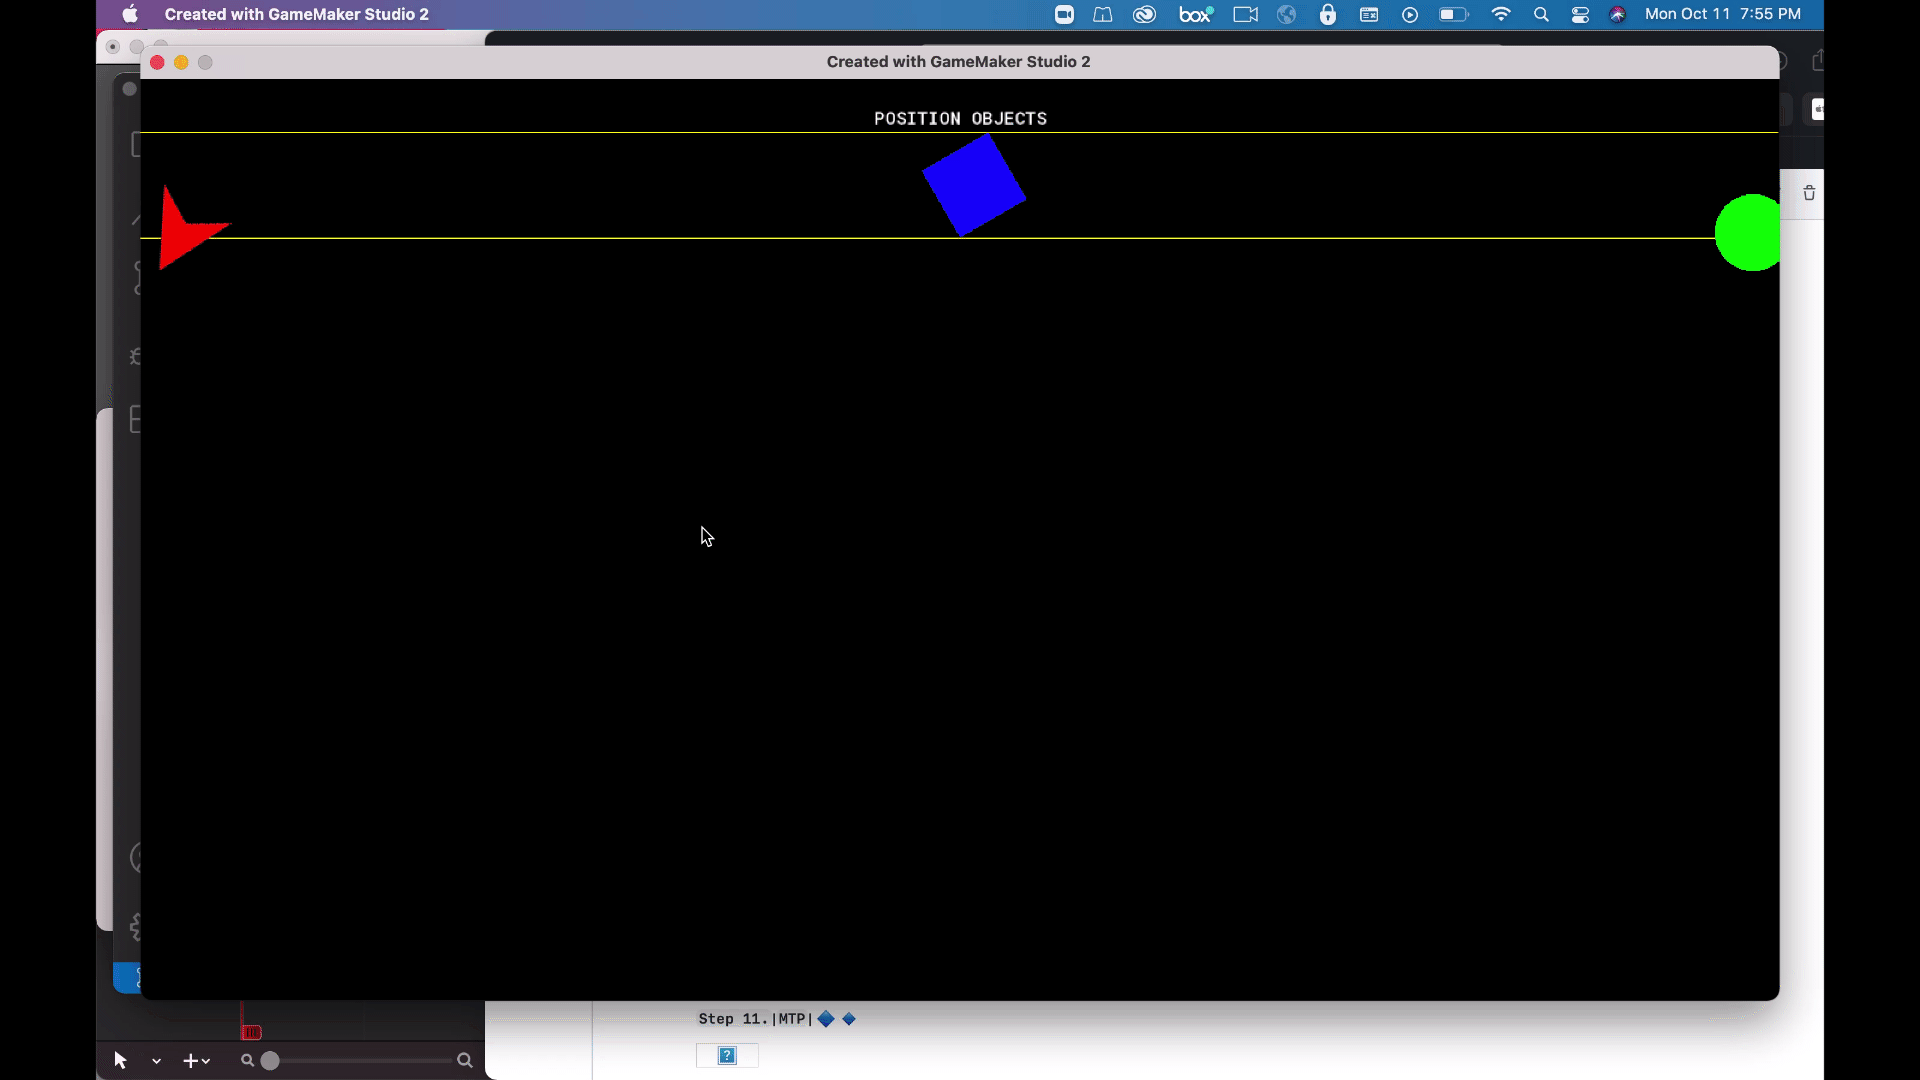 Created with GameMaker Studio 2
box
Mon Oct 11 7:55 PM
Created with GameMaker Studio 2
POSITION OBJECTS
Step 11.|MTP|
?